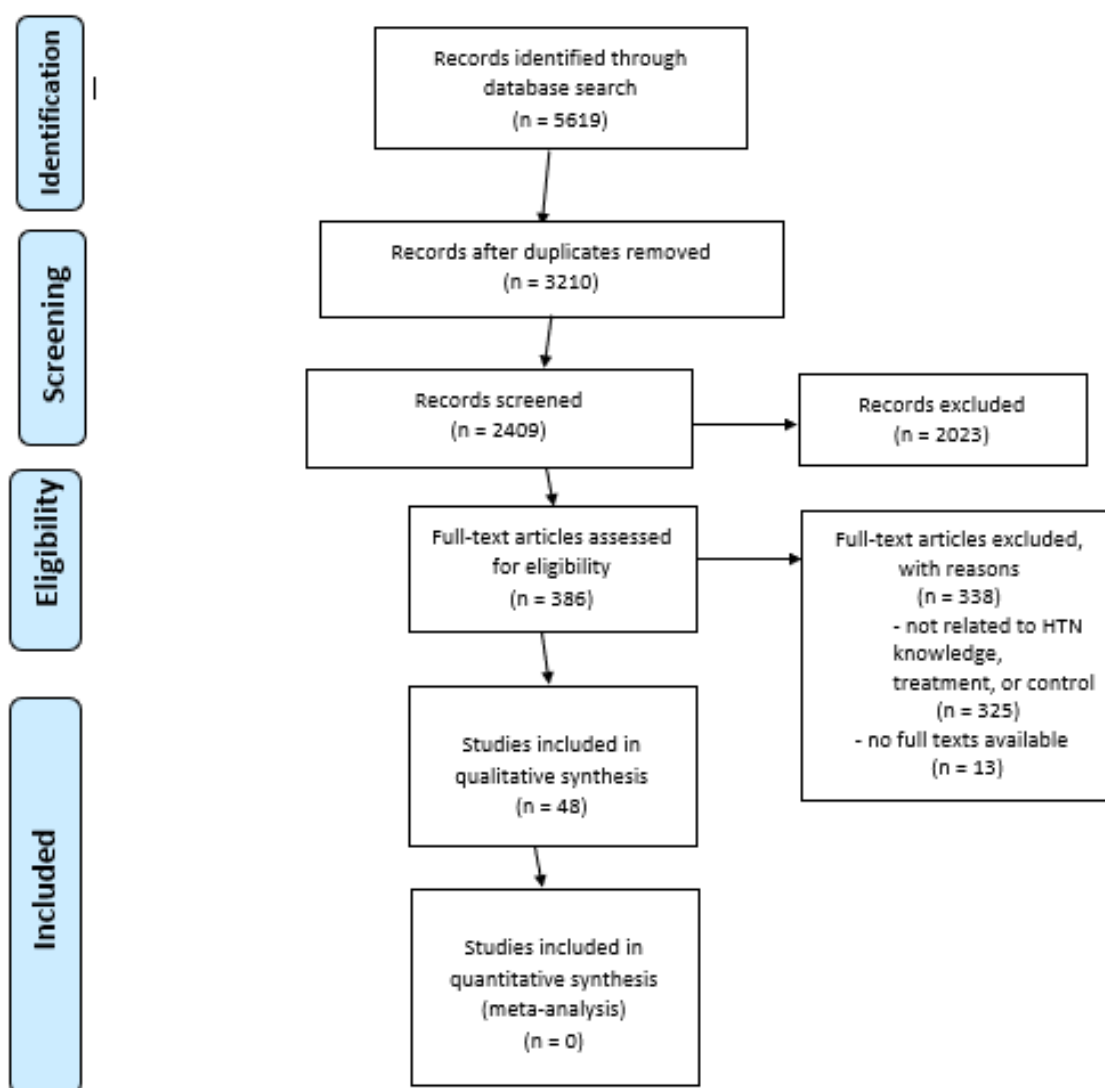 Identification
Records identified through
database search
(n = 5619)
Records after duplicates removed
(n = 3210)
Screening
Records screened
(n = 2409)
Records excluded
(n = 2023)
Eligibility
Full-text articles assessed
for eligibility
(n = 386)
Full-text articles excluded,
with reasons
(n = 338)
- not related to HTN
knowledge,
treatment, or control
(n = 325)
- no full texts available
(n = 13)
Included
Studies included in
qualitative synthesis
(n = 48)
Studies included in
quantitative synthesis
(meta-analysis)
(n = 0)